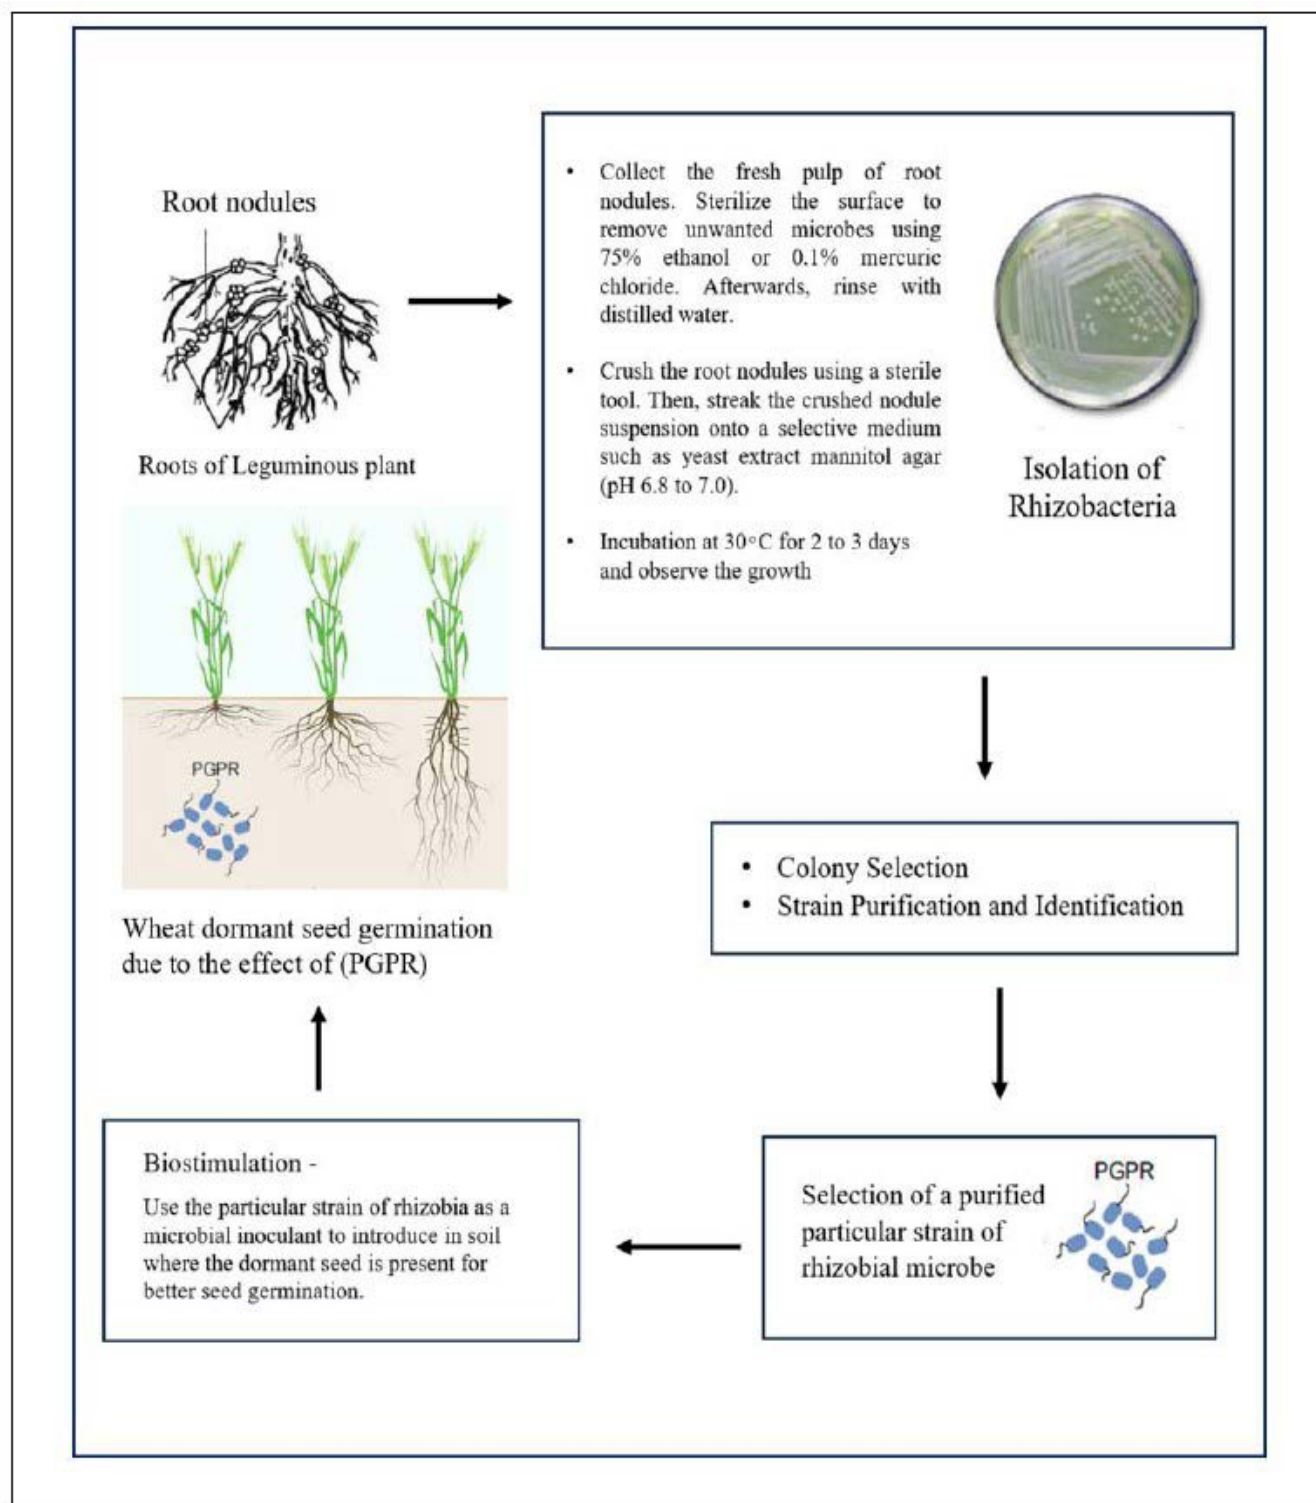 Root nodules
Roots of Leguminous plant
• Collect the fresh pulp of root
nodules. Sterilize the surface to
remove unwanted microbes using
75% ethanol or 0.1% mercuric
chloride. Afterwards, rinse with
distilled water.
• Crush the root nodules using a sterile
tool. Then, streak the crushed nodule
suspension onto a selective medium
such as yeast extract mannitol agar
(pH 6.8 to 7.0).
• Incubation at 30°C for 2 to 3 days
and observe the growth
Isolation of
Rhizobacteria
• Colony Selection
• Strain Purification and Identification
Selection of a purified
particular strain of
rhizobial microbe
PGPR
Biostimulation -
Use the particular strain of rhizobia as a
microbial inoculant to introduce in soil
where the dormant seed is present for
better seed germination.
PGPR
Wheat dormant seed germination
due to the effect of (PGPR)